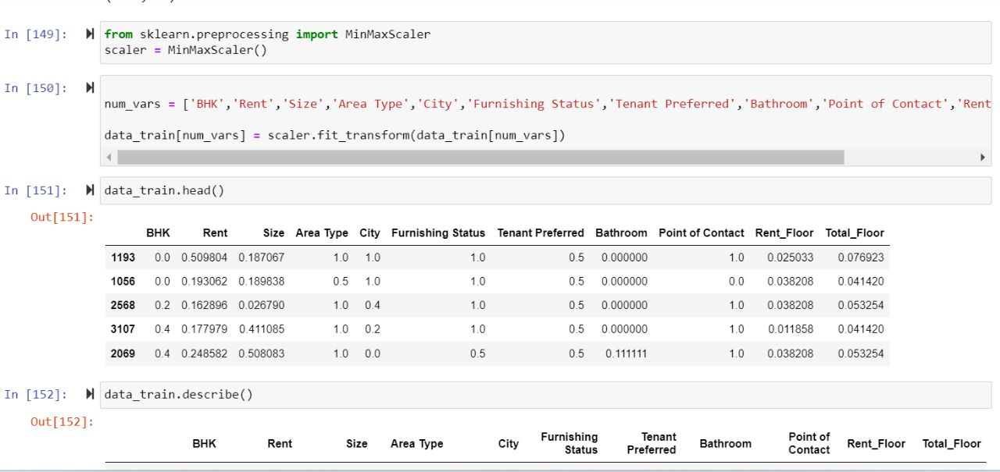 In [149]:
from sklearn.preprocessing import MinMaxScaler
scaler = MinMaxScaler()
In [150]:
num_vars = ['BHK','Rent','Size','Area Type','City','Furnishing Status','Tenant Preferred','Bathroom','Point of Contact','Rent
data_train[num_vars] = scaler.fit_transform(data_train[num_vars])
In [151]:
data_train.head()
Out[151]:
BHK Rent Size Area Type City Furnishing Status Tenant Preferred Bathroom Point of Contact Rent_Floor Total_Floor
1193 0.0 0.509804 0.187067 1.0 1.0 1.0 0.5 0.000000 1.0 0.025033 0.076923
1056 0.0 0.193062 0.189838 0.5 1.0 1.0 0.5 0.000000 0.0 0.038208 0.041420
2568 0.2 0.162896 0.026790 1.0 0.4 1.0 0.5 0.000000 1.0 0.038208 0.053254
3107 0.4 0.177979 0.411085 1.0 0.2 1.0 0.5 0.000000 1.0 0.011858 0.041420
2069 0.4 0.248582 0.508083 1.0 0.0 0.5 0.5 0.111111 1.0 0.038208 0.053254
In [152]:
data_train.describe()
Out[152]:
BHK Rent Size Area Type City Furnishing Status Tenant Preferred Bathroom Point of Contact Rent_Floor Total_Floor